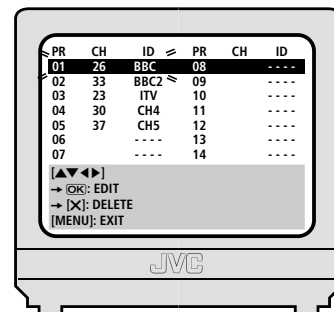 PR CH ID PR CH ID
01 26 BBC 08 - - - -
02 33 BBC2 09 - - - -
03 23 ITV 10 - - - -
04 30 CH4 11 - - - -
05 37 CH5 12 - - - -
06 - - - - 13 - - - -
07 - - - - 14 - - - -
[▲▼◀▶]
→ OK: EDIT
→ [X]: DELETE
[MENU]: EXIT
JVC